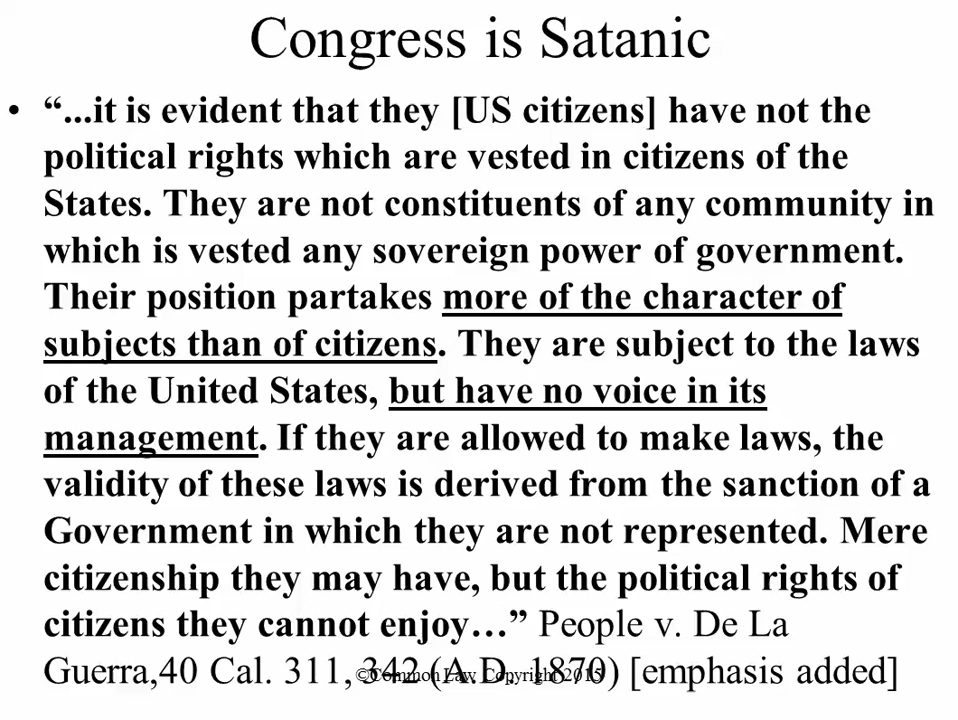 Congress is Satanic
• “...it is evident that they [US citizens] have not the
political rights which are vested in citizens of the
States. They are not constituents of any community in
which is vested any sovereign power of government.
Their position partakes more of the character of
subjects than of citizens. They are subject to the laws
of the United States, but have no voice in its
management. If they are allowed to make laws, the
validity of these laws is derived from the sanction of a
Government in which they are not represented. Mere
citizenship they may have, but the political rights of
citizens they cannot enjoy…” People v. De La
Guerra,40 Cal. 311, 342 (A.D. 1870) [emphasis added]
©Common Law Copyright 2015